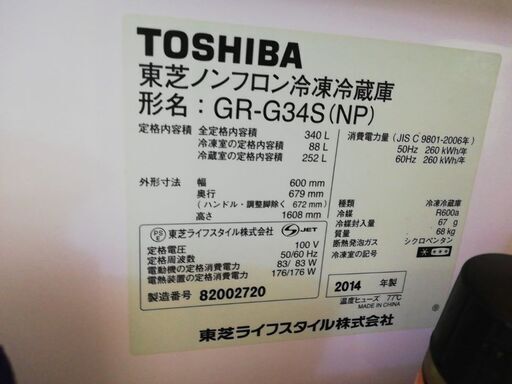 TOSHIBA
東芝ノンフロン冷凍冷蔵庫
形名：GR-G34S(NP)
定格内容積 全定格内容積 340 L
冷凍室の定格内容積 88 L
冷蔵室の定格内容積 252 L
消費電力量 (JIS C 9801-2006年)
50Hz 260 kWh/年
60Hz 260 kWh/年
外形寸法 幅 600 mm
奥行 679 mm
(ハンドル・調整脚除く 672 mm)
高さ 1608 mm
種類 冷凍冷蔵庫
冷媒 R600a
冷媒封入量 67 g
質量 68 kg
断熱発泡ガス シクロペンタン
冷凍室の記号
PSE 東芝ライフスタイル株式会社 JET
定格電圧 100 V
定格周波数 50/60 Hz
電動機の定格消費電力 83/ 83 W
電熱装置の定格消費電力 176/176 W
製造番号 82002720
2014 年製
温度ヒューズ 77℃
MADE IN CHINA
東芝ライフスタイル株式会社